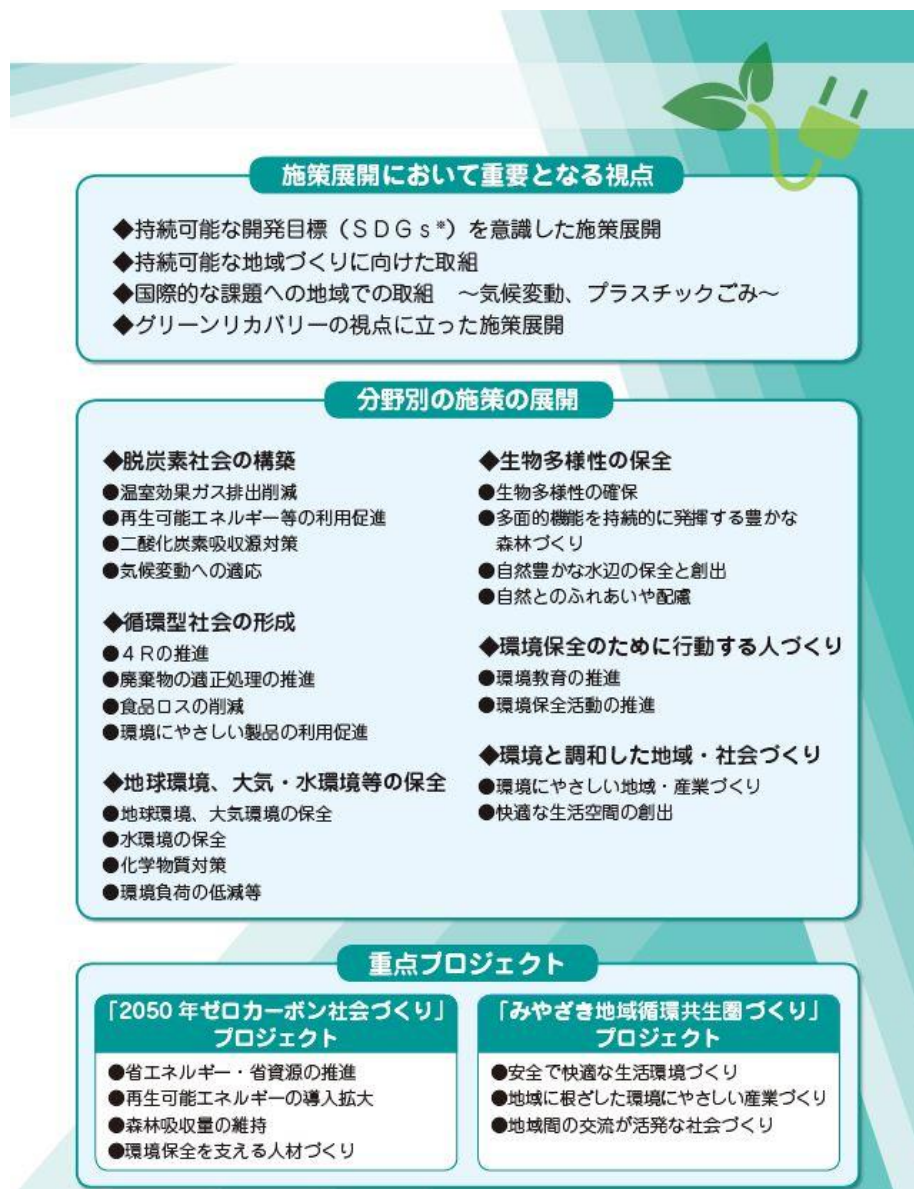 施策展開において重要となる視点
◆持続可能な開発目標（ＳＤＧｓ※）を意識した施策展開
◆持続可能な地域づくりに向けた取組
◆国際的な課題への地域での取組　～気候変動、プラスチックごみ～
◆グリーンリカバリーの視点に立った施策展開
分野別の施策の展開
◆脱炭素社会の構築
●温室効果ガス排出削減
●再生可能エネルギー等の利用促進
●二酸化炭素吸収源対策
●気候変動への適応
◆循環型社会の形成
●４Ｒの推進
●廃棄物の適正処理の推進
●食品ロスの削減
●環境にやさしい製品の利用促進
◆地球環境、大気・水環境等の保全
●地球環境、大気環境の保全
●水環境の保全
●化学物質対策
●環境負荷の低減等
◆生物多様性の保全
●生物多様性の確保
●多面的機能を持続的に発揮する豊かな
森林づくり
●自然豊かな水辺の保全と創出
●自然とのふれあいや配慮
◆環境保全のために行動する人づくり
●環境教育の推進
●環境保全活動の推進
◆環境と調和した地域・社会づくり
●環境にやさしい地域・産業づくり
●快適な生活空間の創出
重点プロジェクト
「2050 年ゼロカーボン社会づくり」
プロジェクト
●省エネルギー・省資源の推進
●再生可能エネルギーの導入拡大
●森林吸収量の維持
●環境保全を支える人材づくり
「みやざき地域循環共生圏づくり」
プロジェクト
●安全で快適な生活環境づくり
●地域に根ざした環境にやさしい産業づくり
●地域間の交流が活発な社会づくり